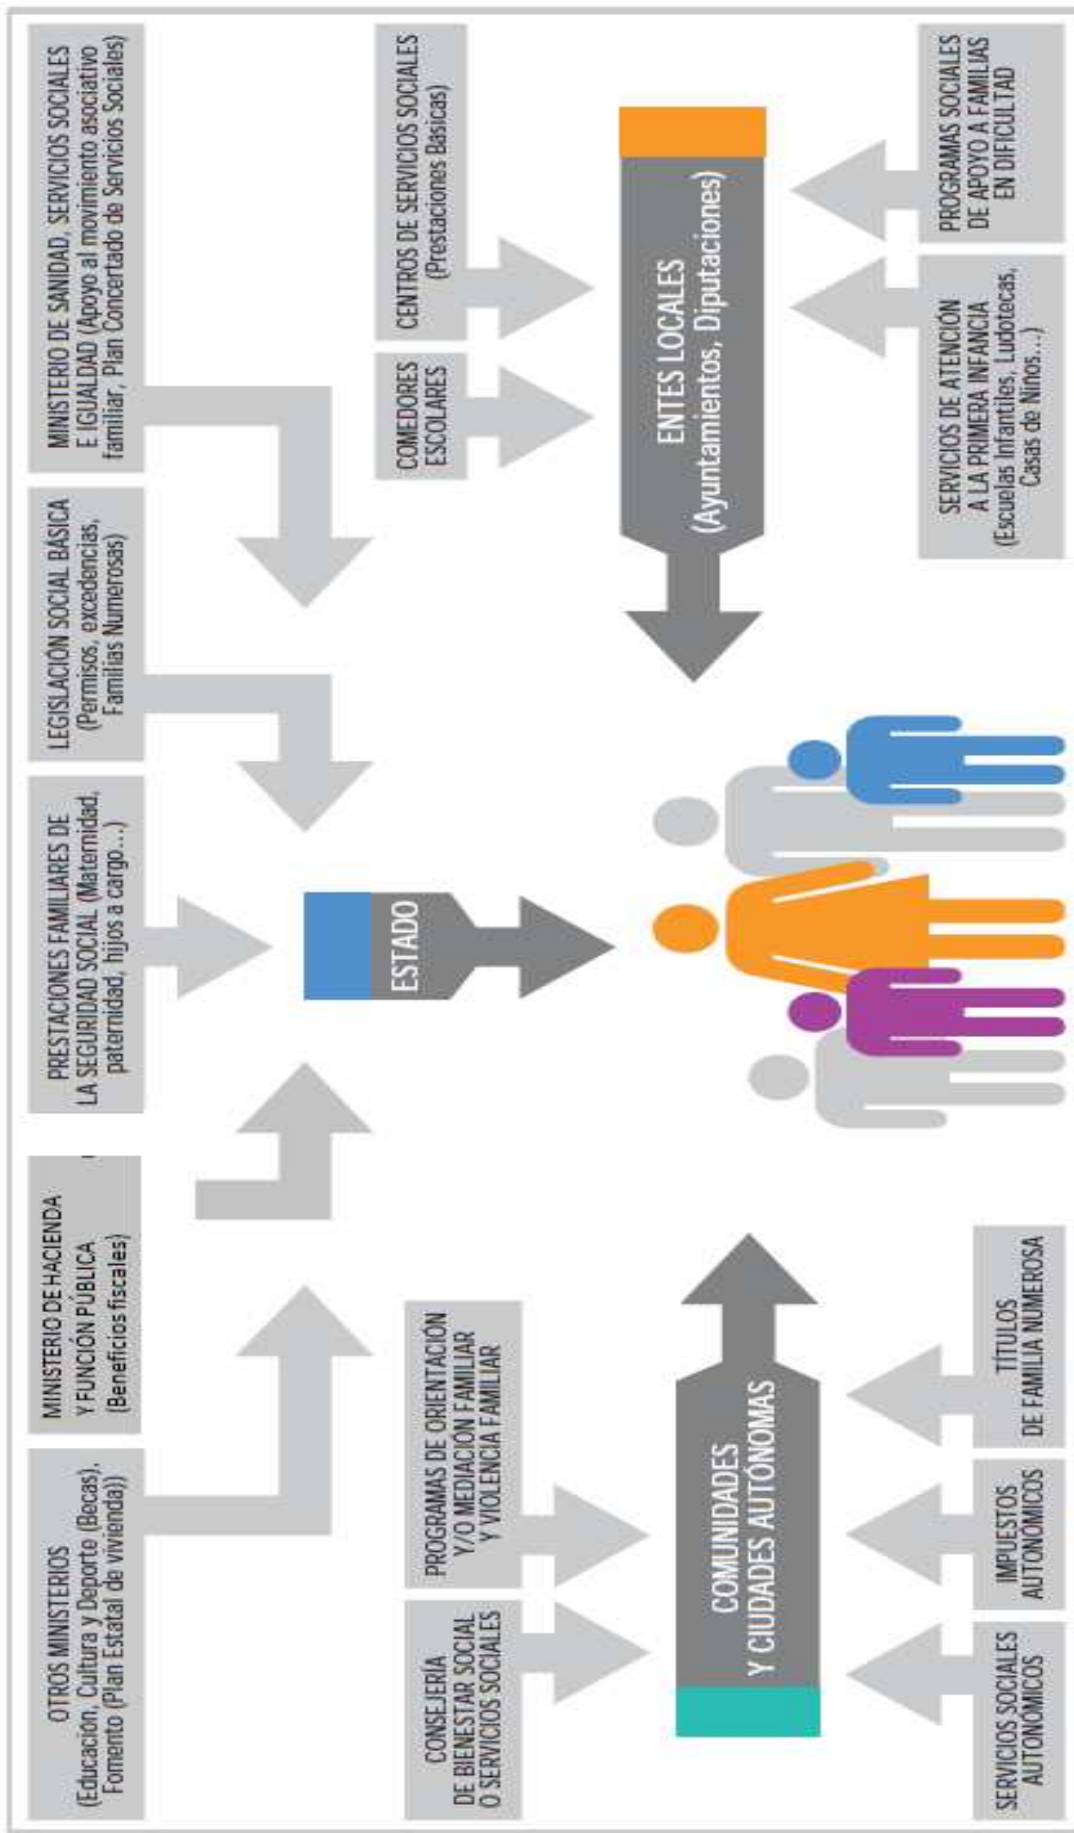 OTROS MINISTERIOS
(Educación, Cultura y Deporte (Becas),
Fomento (Plan Estatal de vivienda))
MINISTERIO DE HACIENDA
Y FUNCIÓN PÚBLICA
(Beneficios fiscales)
PRESTACIONES FAMILIARES DE
LA SEGURIDAD SOCIAL (Maternidad,
paternidad, hijos a cargo...)
LEGISLACIÓN SOCIAL BÁSICA
(Permisos, excedencias,
Familias Numerosas)
MINISTERIO DE SANIDAD, SERVICIOS SOCIALES
E IGUALDAD (Apoyo al movimiento asociativo
familiar, Plan Concertado de Servicios Sociales)
CONSEJERÍA
DE BIENESTAR SOCIAL
O SERVICIOS SOCIALES
PROGRAMAS DE ORIENTACIÓN
Y/O MEDIACIÓN FAMILIAR
Y VIOLENCIA FAMILIAR
ESTADO
COMEDORES
ESCOLARES
CENTROS DE SERVICIOS SOCIALES
(Prestaciones Basicas)
COMUNIDADES
Y CIUDADES AUTÓNOMAS
ENTES LOCALES
(Ayuntamientos, Diputaciones)
SERVICIOS SOCIALES
AUTONÓMICOS
IMPUESTOS
AUTONÓMICOS
TÍTULOS
DE FAMILIA NUMEROSA
SERVICIOS DE ATENCIÓN
A LA PRIMERA INFANCIA
(Escuelas Infantiles, Ludotecas,
Casas de Niños...)
PROGRAMAS SOCIALES
DE APOYO A FAMILIAS
EN DIFICULTAD